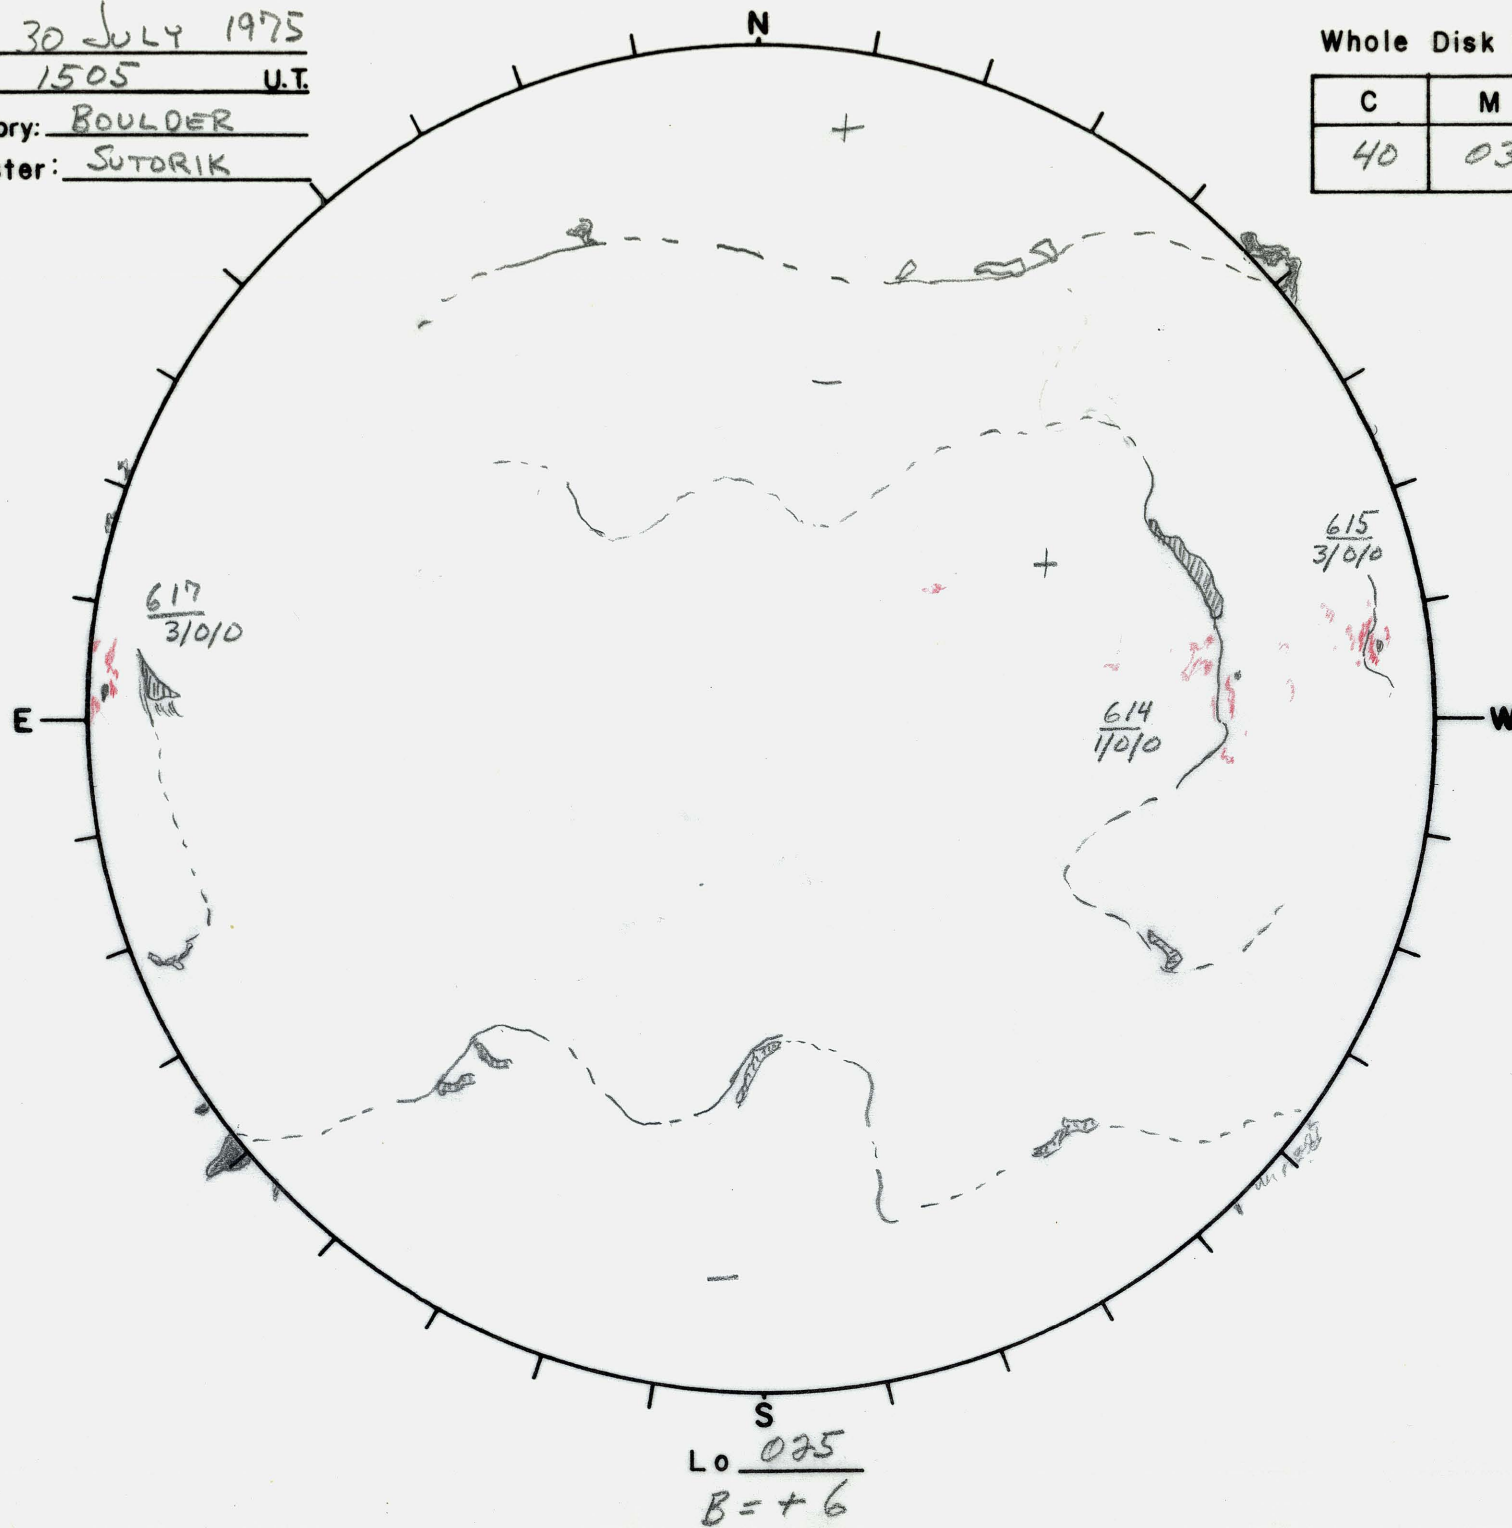 30 JULY 1975
1505 U.T.
ory: BOULDER
ter: SUTORIK
N
Whole Disk
C M
40 03
+
−
+
615
3/0/0
617
3/0/0
E
W
614
1/0/0
−
S
Lo 025
B = + 6